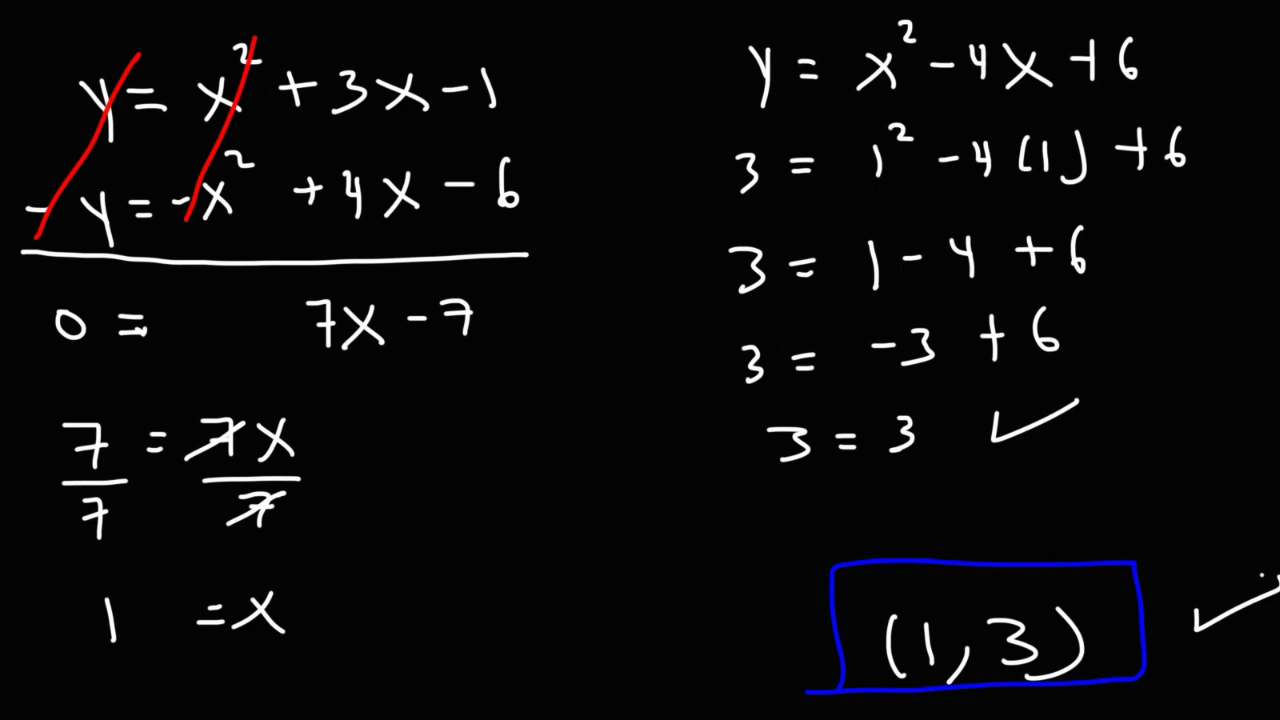 y = x² + 3x - 1
- y = -x² + 4x - 6
0 = 7x - 7
7 = 7x
7 7
1 = x
y = x² - 4x + 6
3 = 1² - 4(1) + 6
3 = 1 - 4 + 6
3 = -3 + 6
3 = 3 ✓
(1, 3) ✓